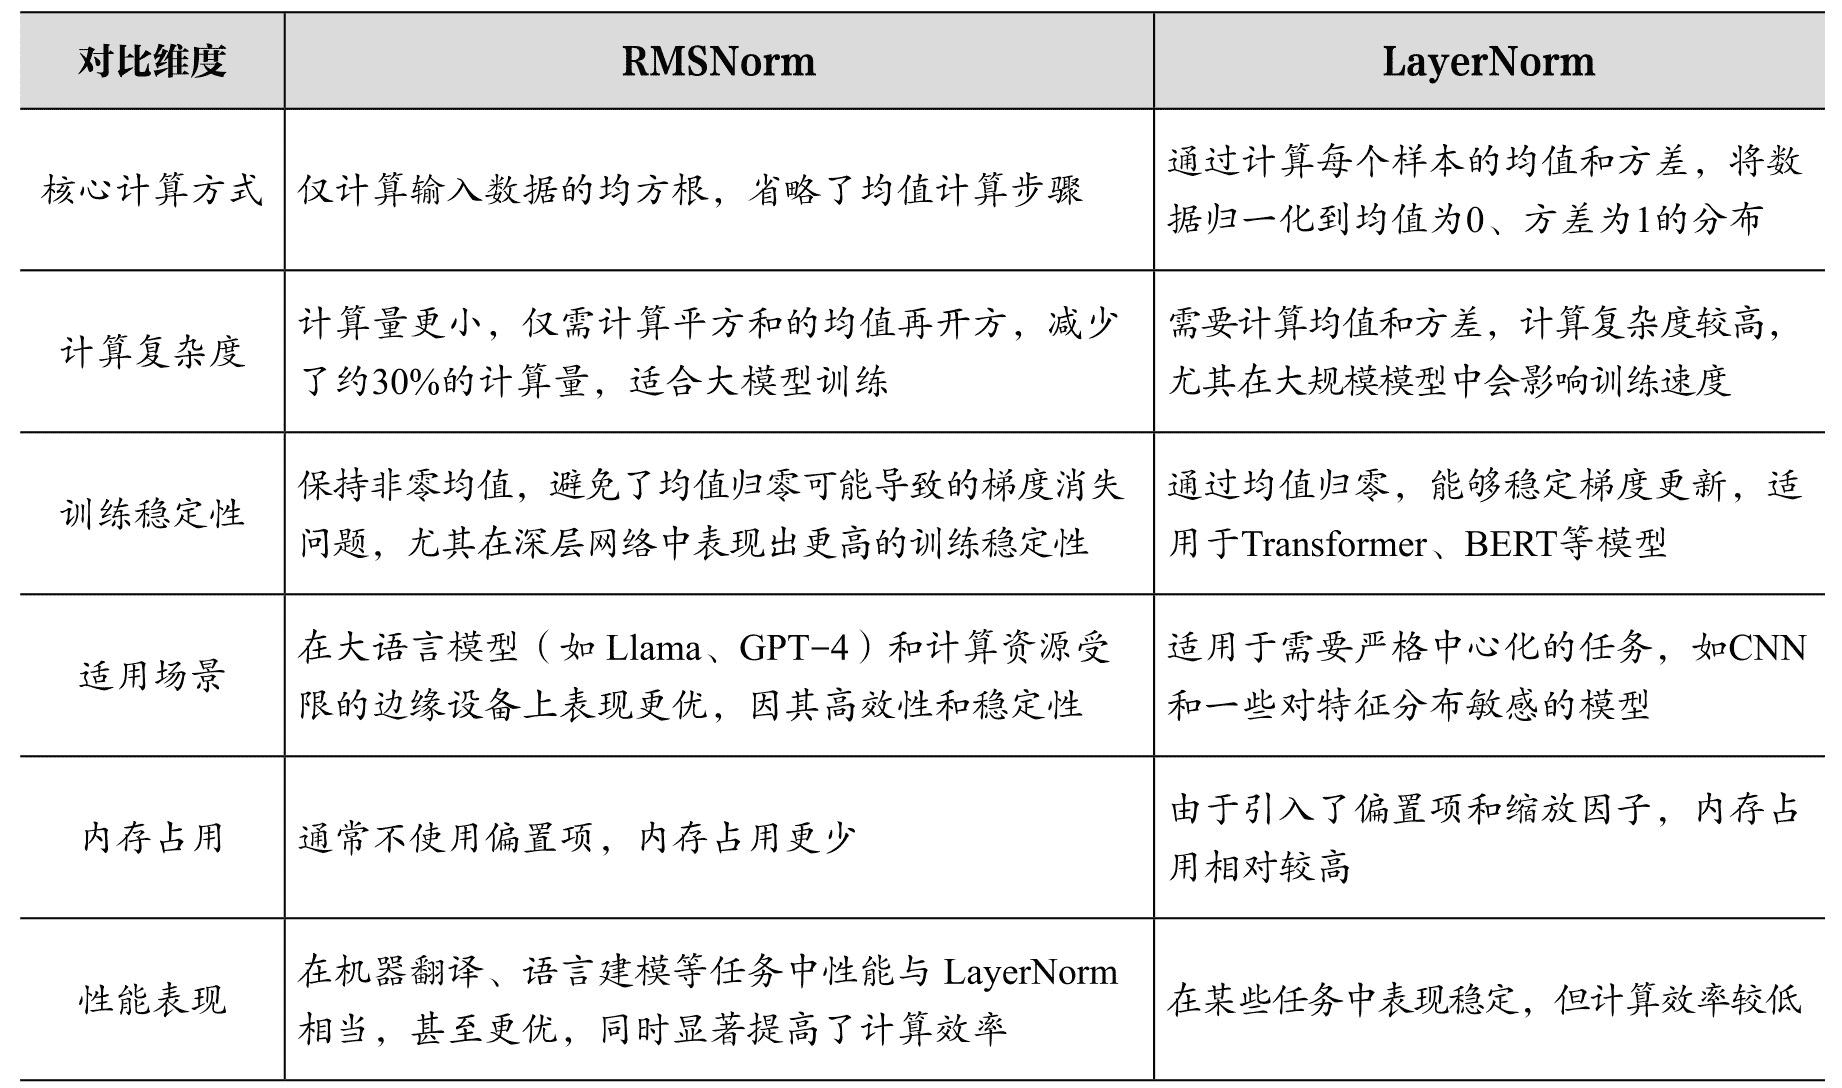 对比维度
RMSNorm
LayerNorm
核心计算方式
仅计算输入数据的均方根，省略了均值计算步骤
通过计算每个样本的均值和方差，将数
据归一化到均值为0、方差为1的分布
计算复杂度
计算量更小，仅需计算平方和的均值再开方，减少
了约30%的计算量，适合大模型训练
需要计算均值和方差，计算复杂度较高，
尤其在大规模模型中会影响训练速度
训练稳定性
保持非零均值，避免了均值归零可能导致的梯度消失
问题，尤其在深层网络中表现出更高的训练稳定性
通过均值归零，能够稳定梯度更新，适
用于Transformer、BERT等模型
适用场景
在大语言模型（如 Llama、GPT-4）和计算资源受
限的边缘设备上表现更优，因其高效性和稳定性
适用于需要严格中心化的任务，如CNN
和一些对特征分布敏感的模型
内存占用
通常不使用偏置项，内存占用更少
由于引入了偏置项和缩放因子，内存占
用相对较高
性能表现
在机器翻译、语言建模等任务中性能与 LayerNorm
相当，甚至更优，同时显著提高了计算效率
在某些任务中表现稳定，但计算效率较低